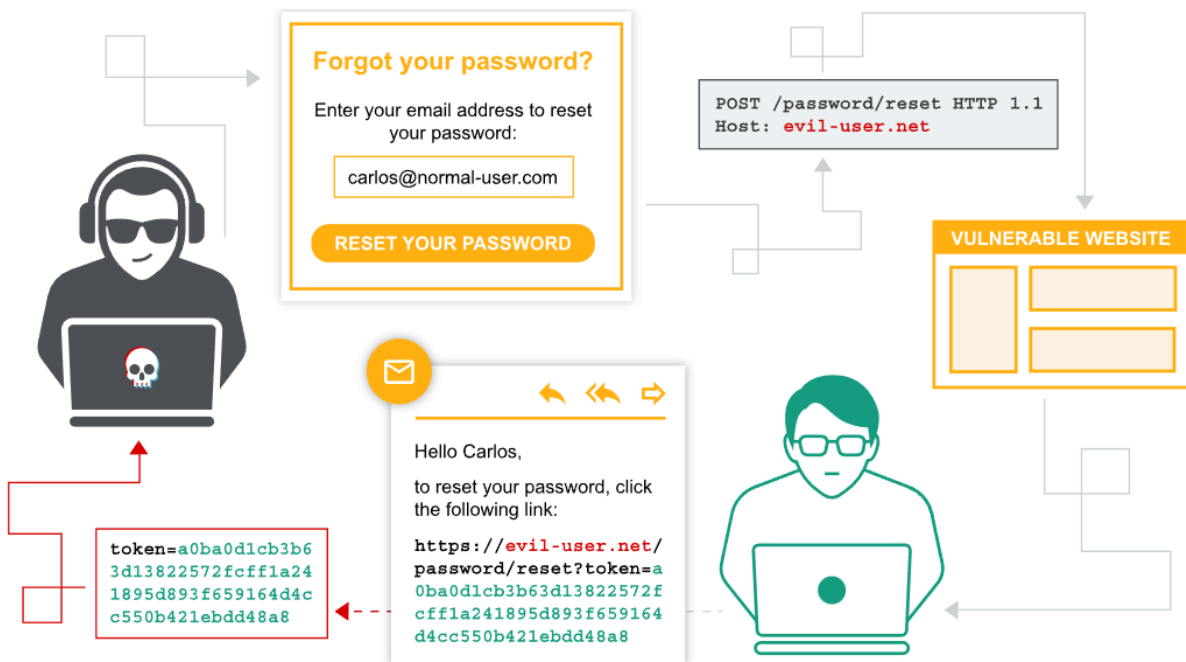 Forgot your password?
Enter your email address to reset
your password:
carlos@normal-user.com
RESET YOUR PASSWORD
POST /password/reset HTTP 1.1
Host: evil-user.net
VULNERABLE WEBSITE
Hello Carlos,
to reset your password, click
the following link:
https://evil-user.net/
password/reset?token=a
0ba0d1cb3b63d13822572f
cff1a241895d893f659164
d4cc550b421ebdd48a8
token=a0ba0d1cb3b6
3d13822572fcff1a24
1895d893f659164d4c
c550b421ebdd48a8